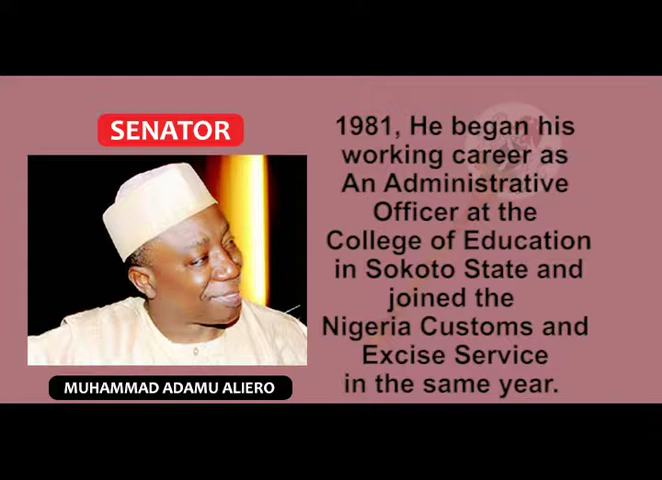 SENATOR
MUHAMMAD ADAMU ALIERO
1981, He began his
working career as
An Administrative
Officer at the
College of Education
in Sokoto State and
joined the
Nigeria Customs and
Excise Service
in the same year.